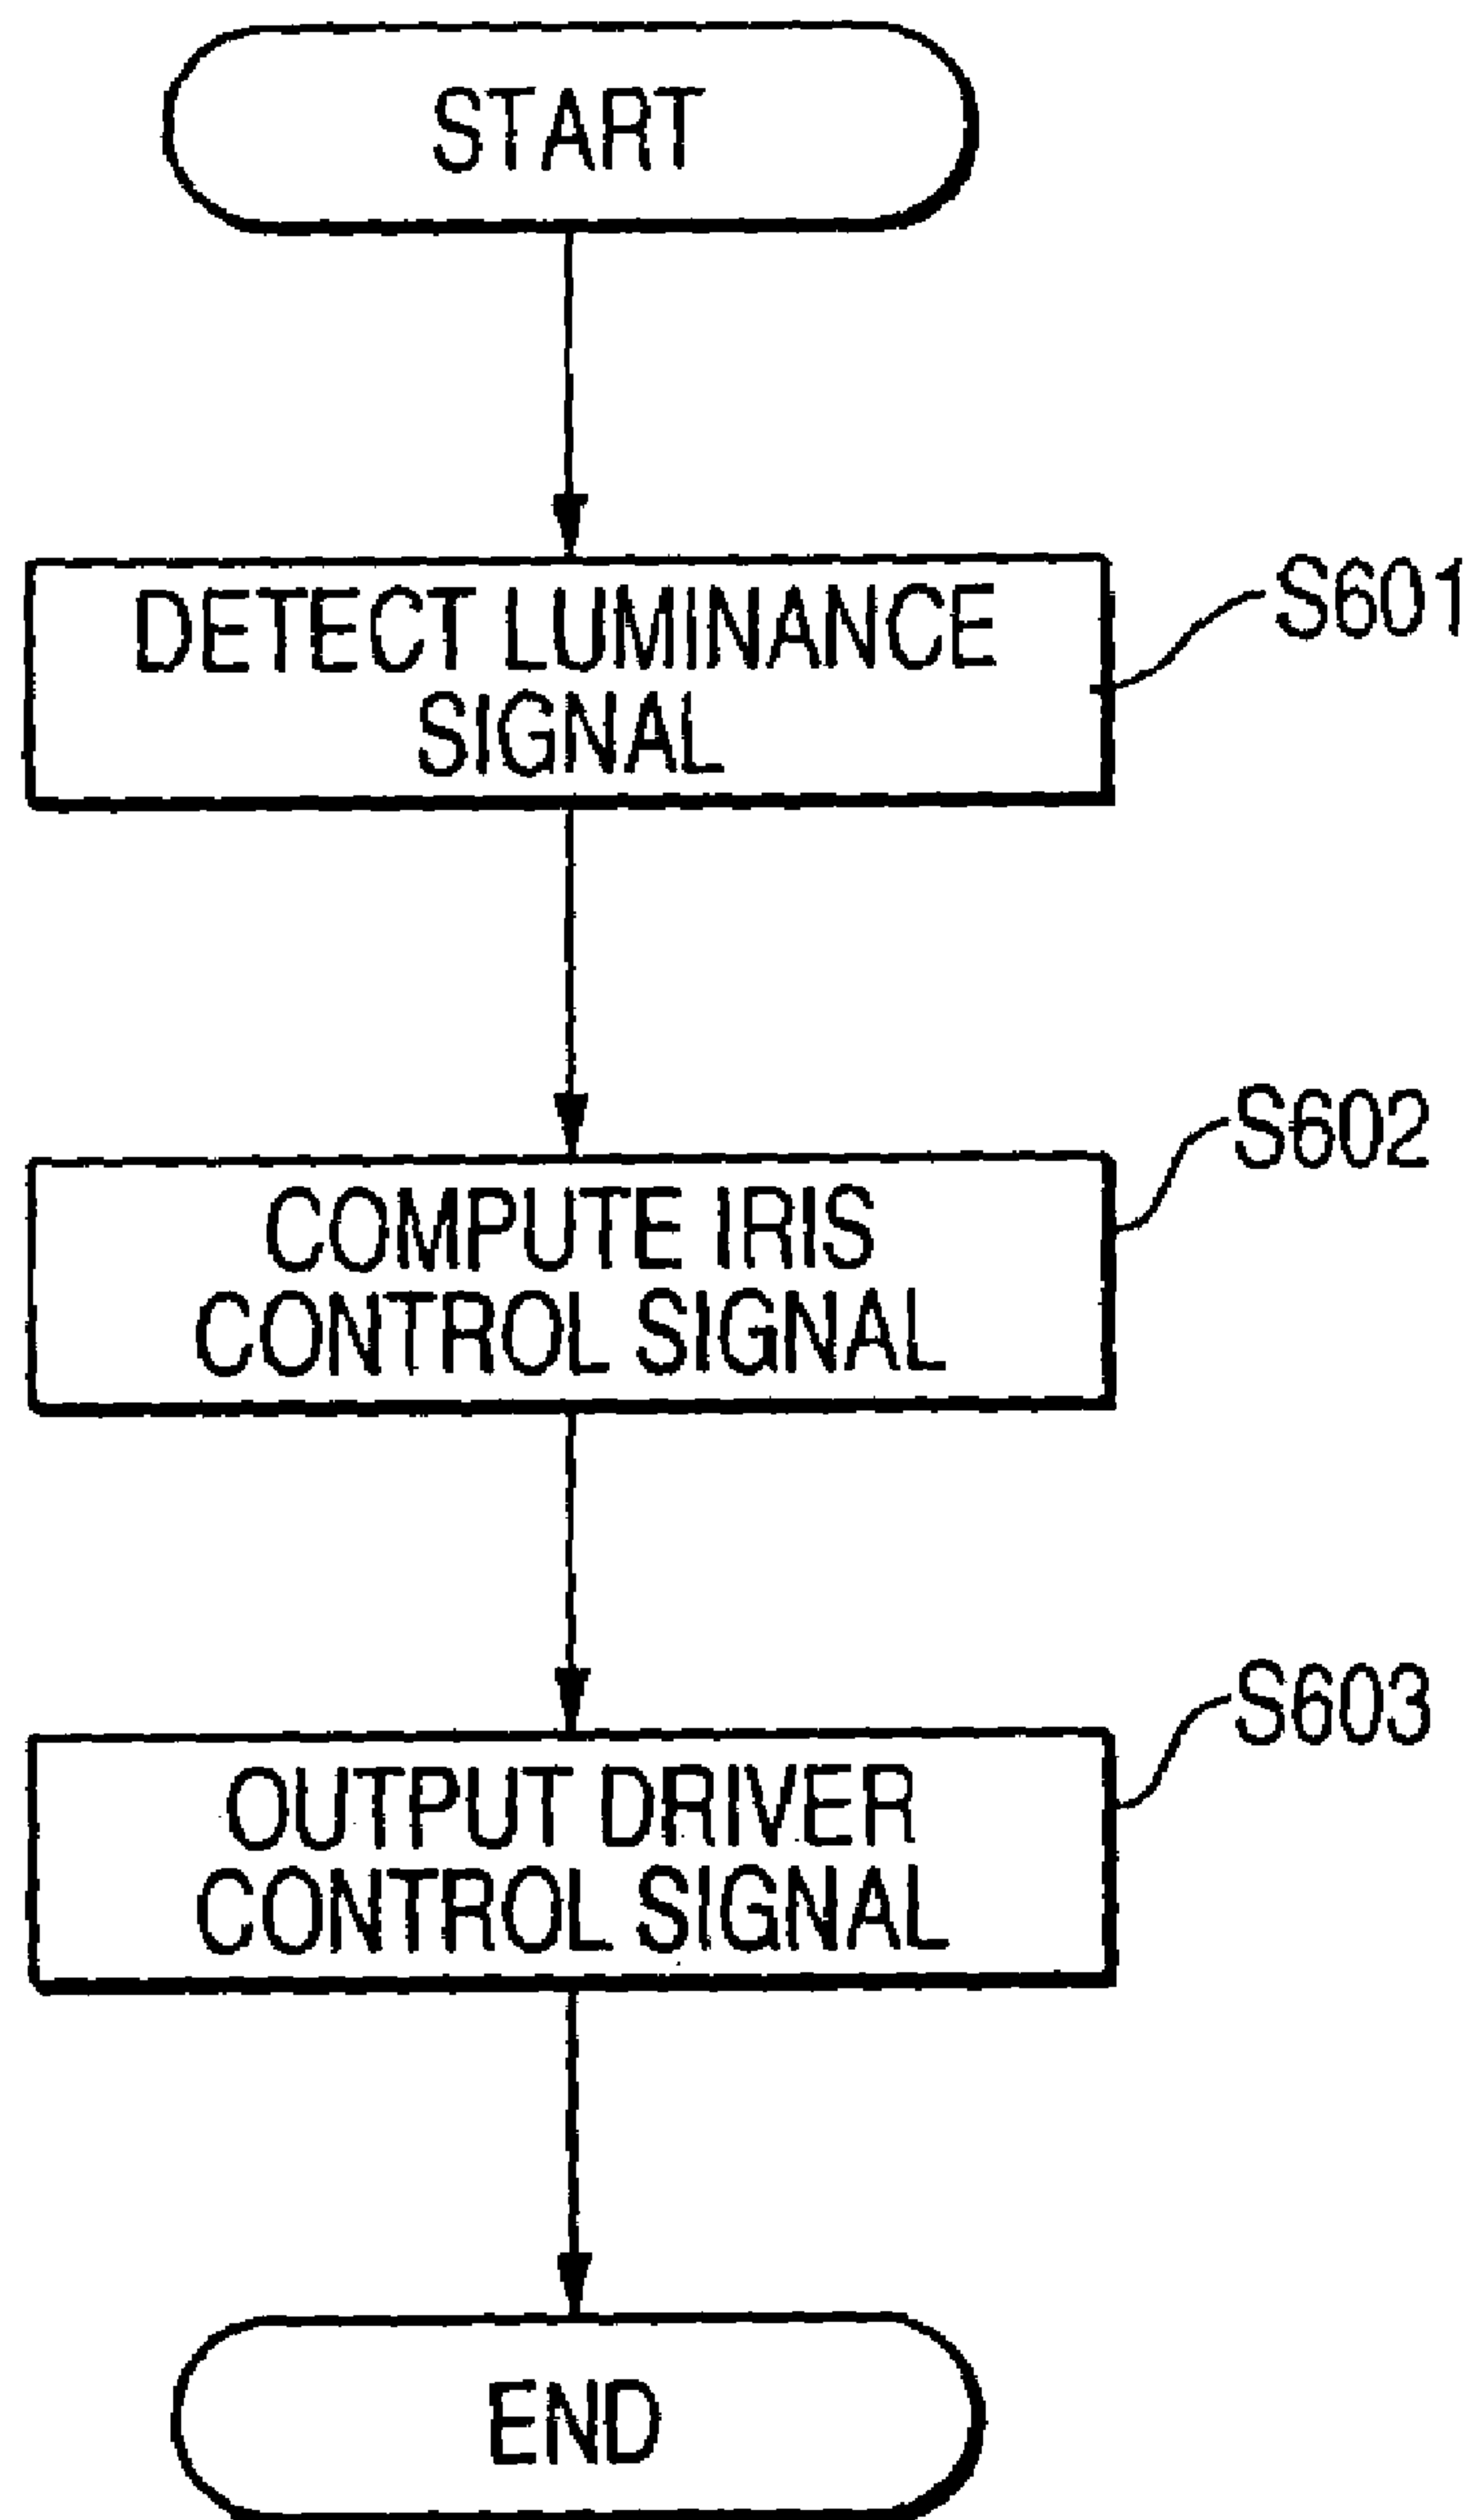 START
DETECT LUMINANCE
SIGNAL
S601
COMPUTE IRIS
CONTROL SIGNAL
S602
OUTPUT DRIVER
CONTROL SIGNAL
S603
END